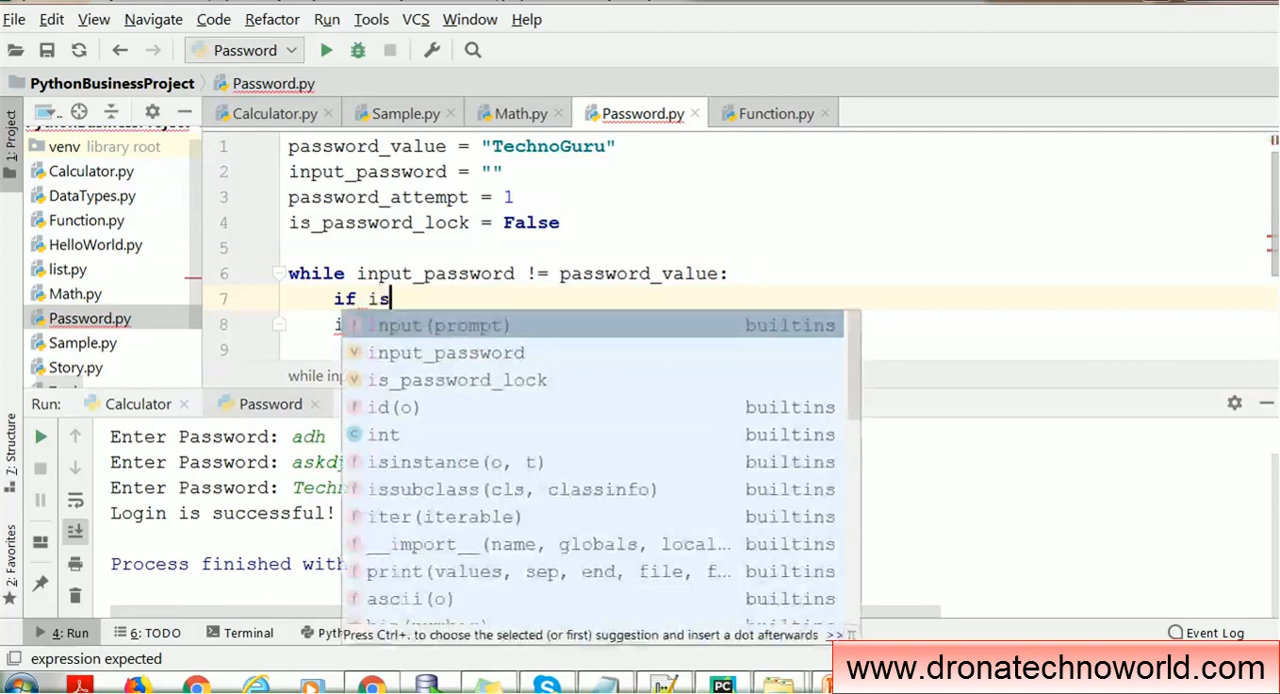 File Edit View Navigate Code Refactor Run Tools VCS Window Help
Password
PythonBusinessProject Password.py
1: Project
Calculator.py Sample.py Math.py Password.py Function.py
venv library root
Calculator.py
DataTypes.py
Function.py
HelloWorld.py
list.py
Math.py
Password.py
Sample.py
Story.py
1 password_value = "TechnoGuru"
2 input_password = ""
3 password_attempt = 1
4 is_password_lock = False
5
6 while input_password != password_value:
7 if is
8
9
input(prompt) builtins
input_password
is_password_lock
id(o) builtins
int builtins
isinstance(o, t) builtins
issubclass(cls, classinfo) builtins
iter(iterable) builtins
__import__(name, globals, local… builtins
print(values, sep, end, file, f… builtins
ascii(o) builtins
Press Ctrl+. to choose the selected (or first) suggestion and insert a dot afterwards >> π
while inp
Run: Calculator Password
Enter Password: adh
Enter Password: askdj
Enter Password: Techn
Login is successful!
Process finished with
7: Structure
2: Favorites
4: Run 6: TODO Terminal Pyth Event Log
expression expected
www.dronatechnoworld.com
PC